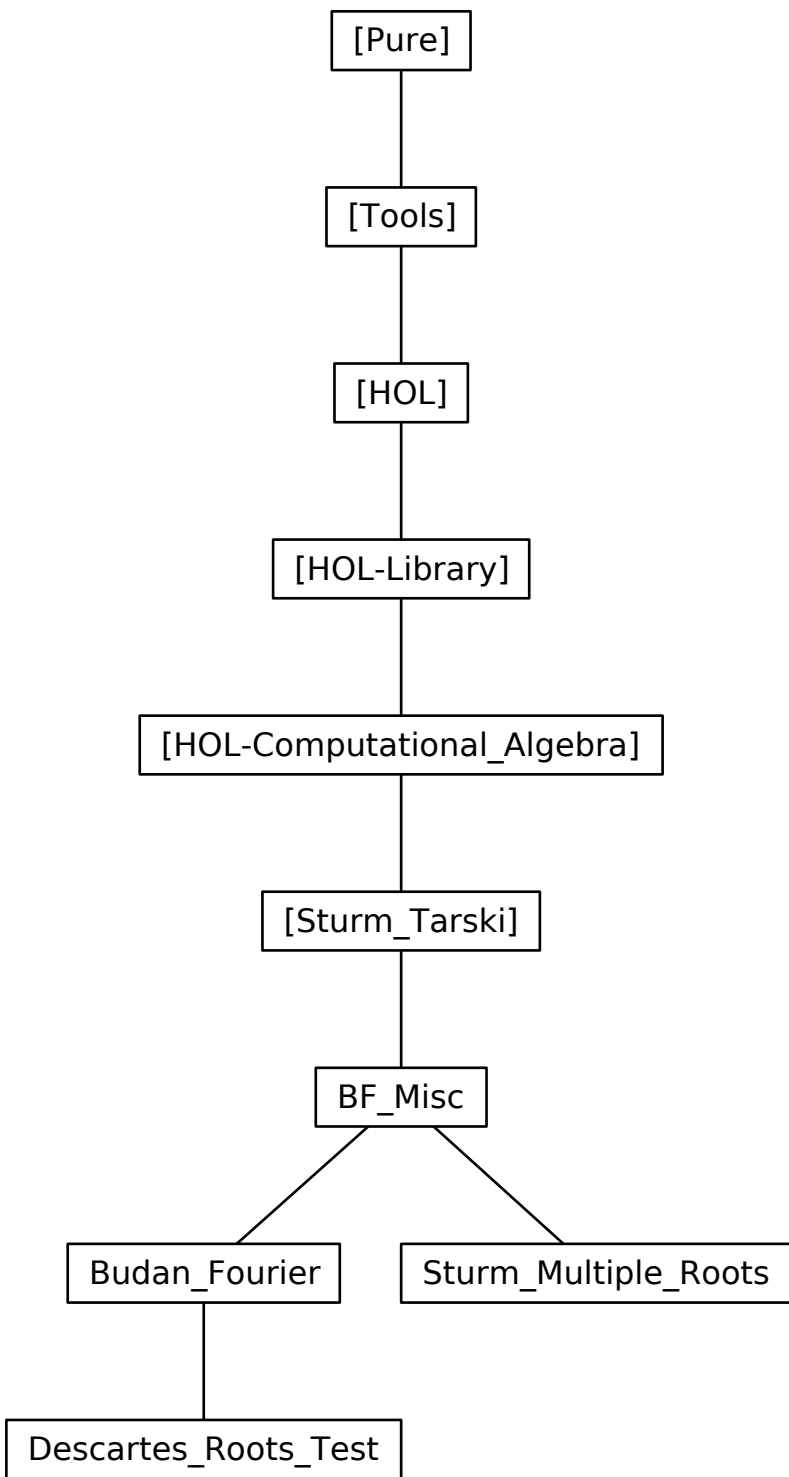 [Pure]
[Tools]
[HOL]
[HOL-Library]
[HOL-Computational_Algebra]
[Sturm_Tarski]
BF_Misc
Budan_Fourier
Sturm_Multiple_Roots
Descartes_Roots_Test